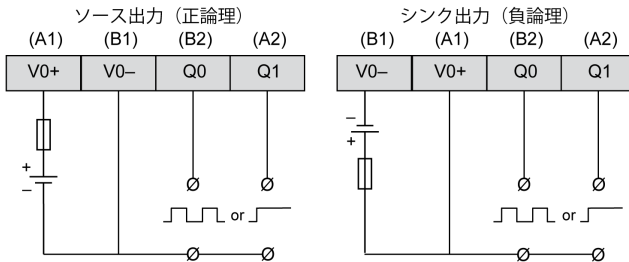 ソース出力（正論理）
(A1) (B1) (B2) (A2)
V0+ V0– Q0 Q1
+
–
or
シンク出力（負論理）
(B1) (A1) (B2) (A2)
V0– V0+ Q0 Q1
–
+
or